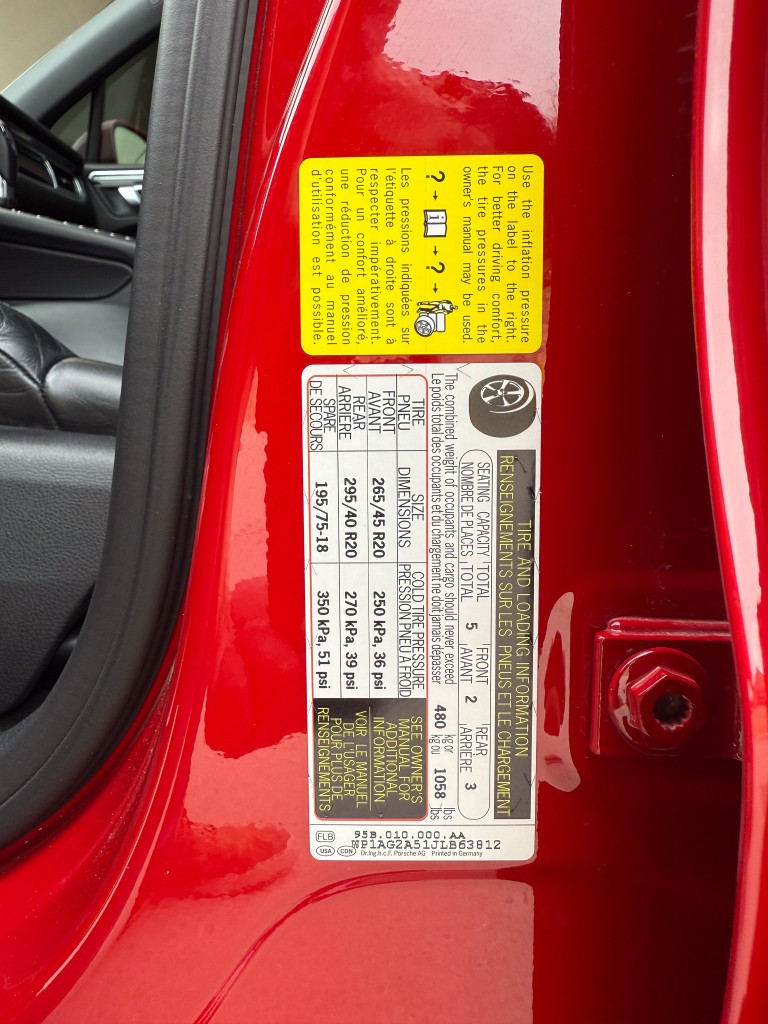 Use the inflation pressure
on the label to the right.
For better driving comfort,
the tire pressures in the
owner's manual may be used.
? → i → ? →
Les pressions indiquées sur
l'étiquette à droite sont à
respecter impérativement.
Pour un confort amélioré,
une réduction de pression
conformément au manuel
d'utilisation est possible.
TIRE AND LOADING INFORMATION
RENSEIGNEMENTS SUR LES PNEUS ET LE CHARGEMENT
SEATING CAPACITY TOTAL 5 FRONT 2 REAR 3
NOMBRE DE PLACES TOTAL AVANT ARRIÈRE
The combined weight of occupants and cargo should never exceed 480 kg or 1058 lbs
Le poids total des occupants et du chargement ne doit jamais dépasser kg ou lbs
TIRE SIZE COLD TIRE PRESSURE
PNEU DIMENSIONS PRESSION PNEU À FROID
FRONT 265/45 R20 250 kPa, 36 psi
AVANT
REAR 295/40 R20 270 kPa, 39 psi
ARRIÈRE
SPARE 195/75-18 350 kPa, 51 psi
DE SECOURS
SEE OWNER'S
MANUAL FOR
ADDITIONAL
INFORMATION
VOIR LE MANUEL
DE L'USAGER
POUR PLUS DE
RENSEIGNEMENTS
95B.010.000.AA
WP1AG2A51JLB63812
FLB USA CDN Dr.Ing.h.c.F. Porsche AG Printed in Germany